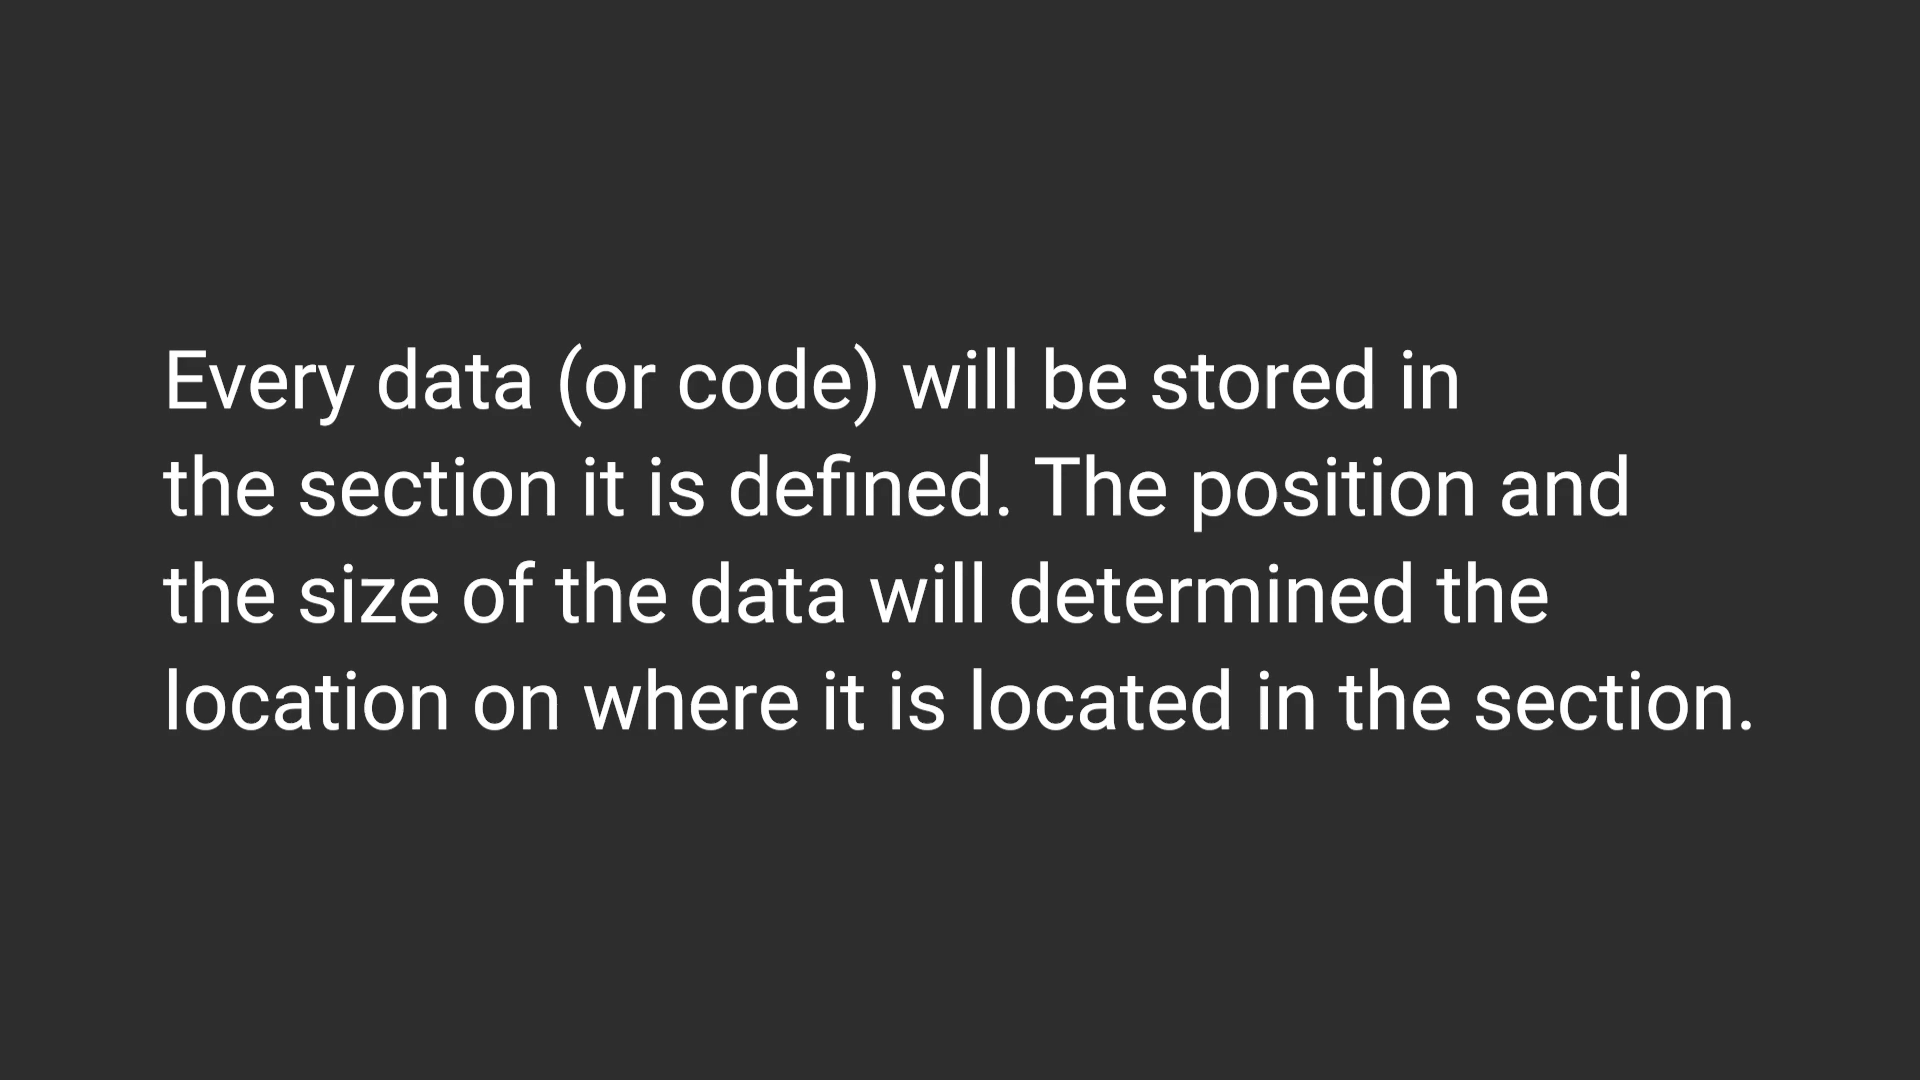 Every data (or code) will be stored in
the section it is defined. The position and
the size of the data will determined the
location on where it is located in the section.